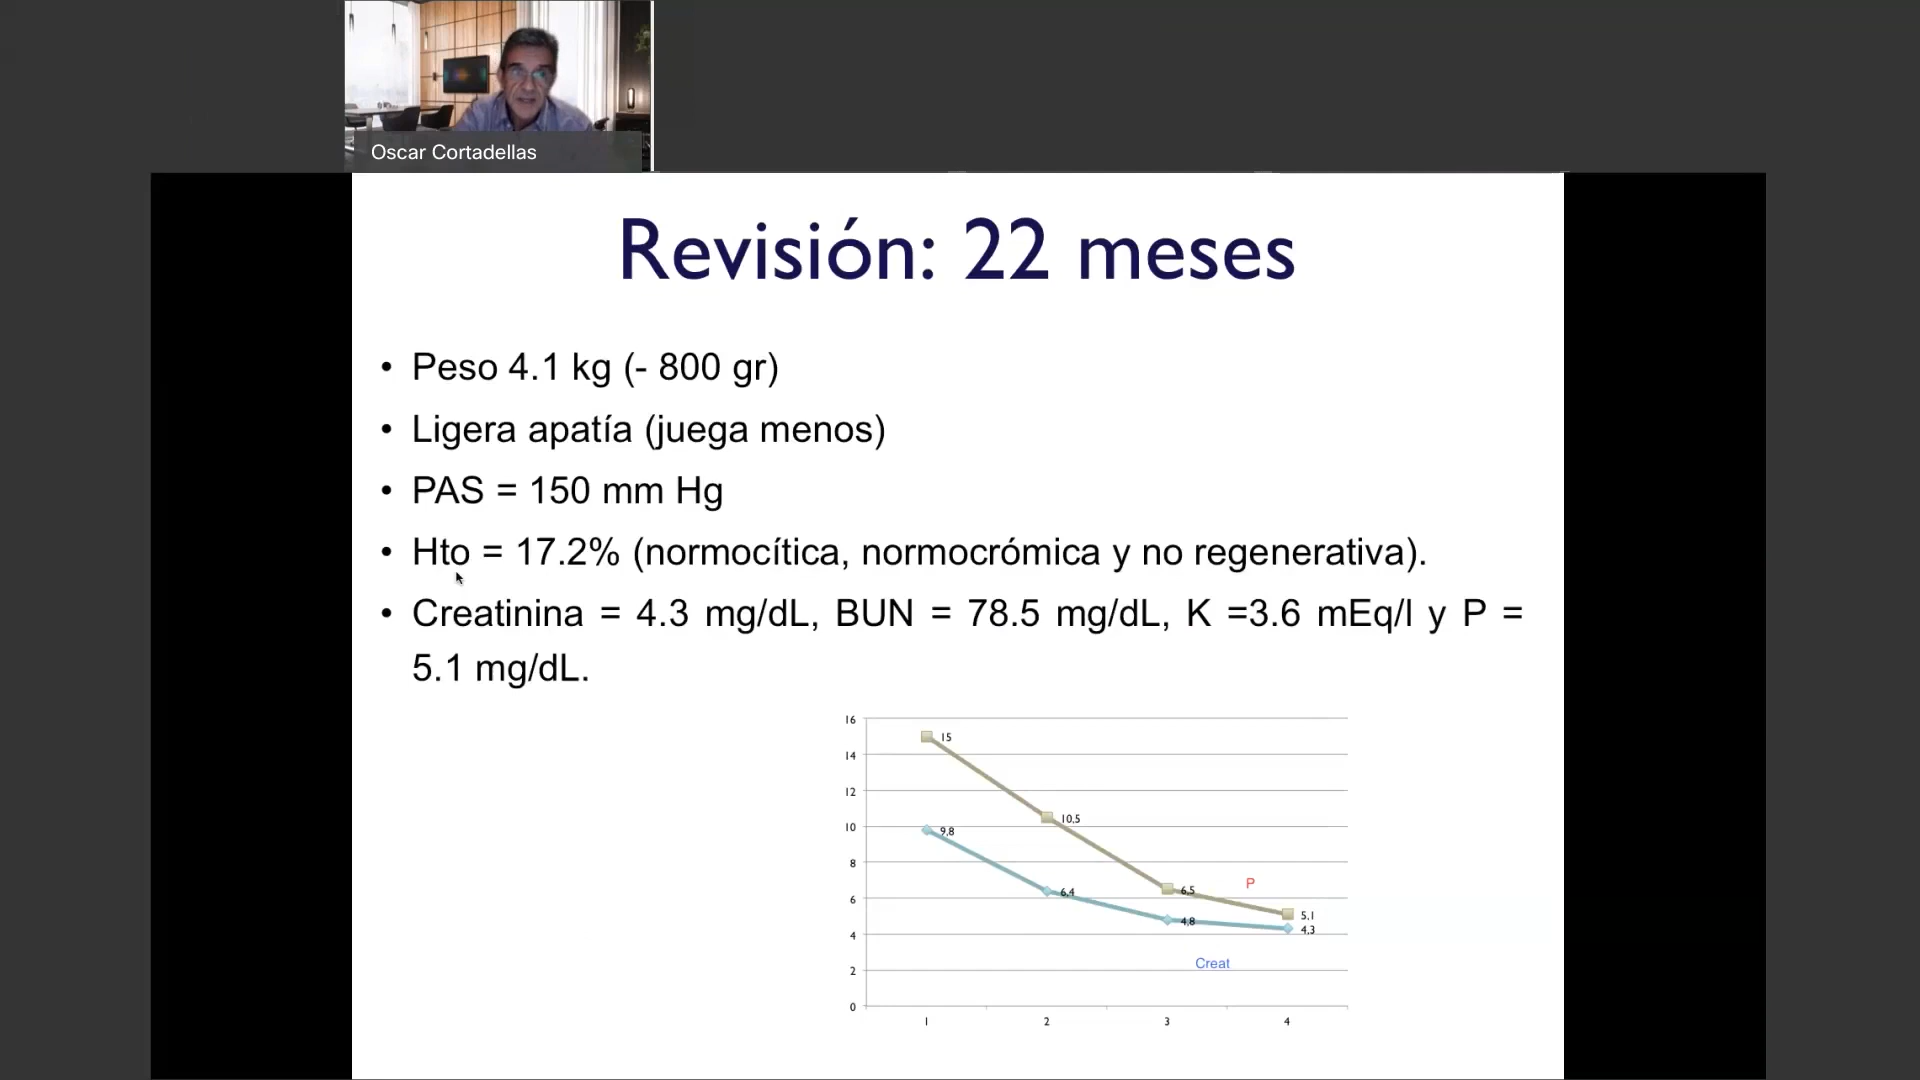 Oscar Cortadellas
Revisión: 22 meses
• Peso 4.1 kg (- 800 gr)
• Ligera apatía (juega menos)
• PAS = 150 mm Hg
• Hto = 17.2% (normocítica, normocrómica y no regenerativa).
• Creatinina = 4.3 mg/dL, BUN = 78.5 mg/dL, K =3.6 mEq/l y P =
5.1 mg/dL.
16
15
14
12
10,5
10
9,8
8
6,4
6,5
P
6
5,1
4,8
4,3
4
Creat
2
0
1 2 3 4